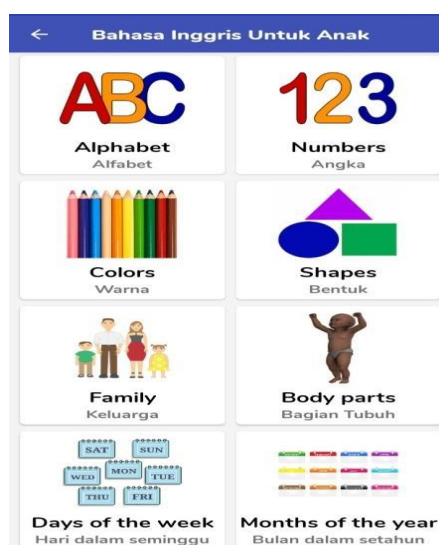 ← Bahasa Inggris Untuk Anak
ABC
123
Alphabet
Alfabet
Numbers
Angka
Colors
Warna
Shapes
Bentuk
Family
Keluarga
Body parts
Bagian Tubuh
SAT SUN
WED MON TUE
THU FRI
Days of the week
Hari dalam seminggu
Months of the year
Bulan dalam setahun